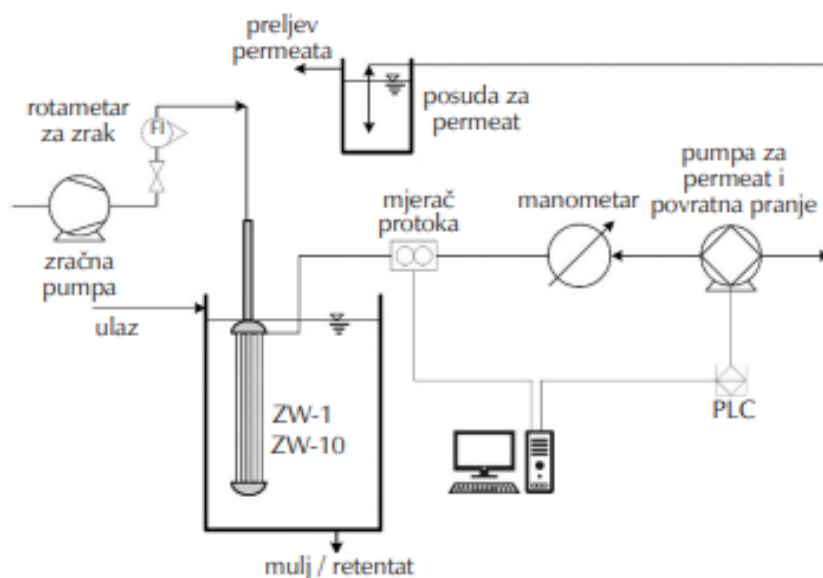 preljev
permeata
posuda za
permeat
rotametar
za zrak
FI
zračna
pumpa
mjerač
protoka
manometar
pumpa za
permeat i
povratna pranje
ulaz
ZW-1
ZW-10
PLC
mulj / retentat